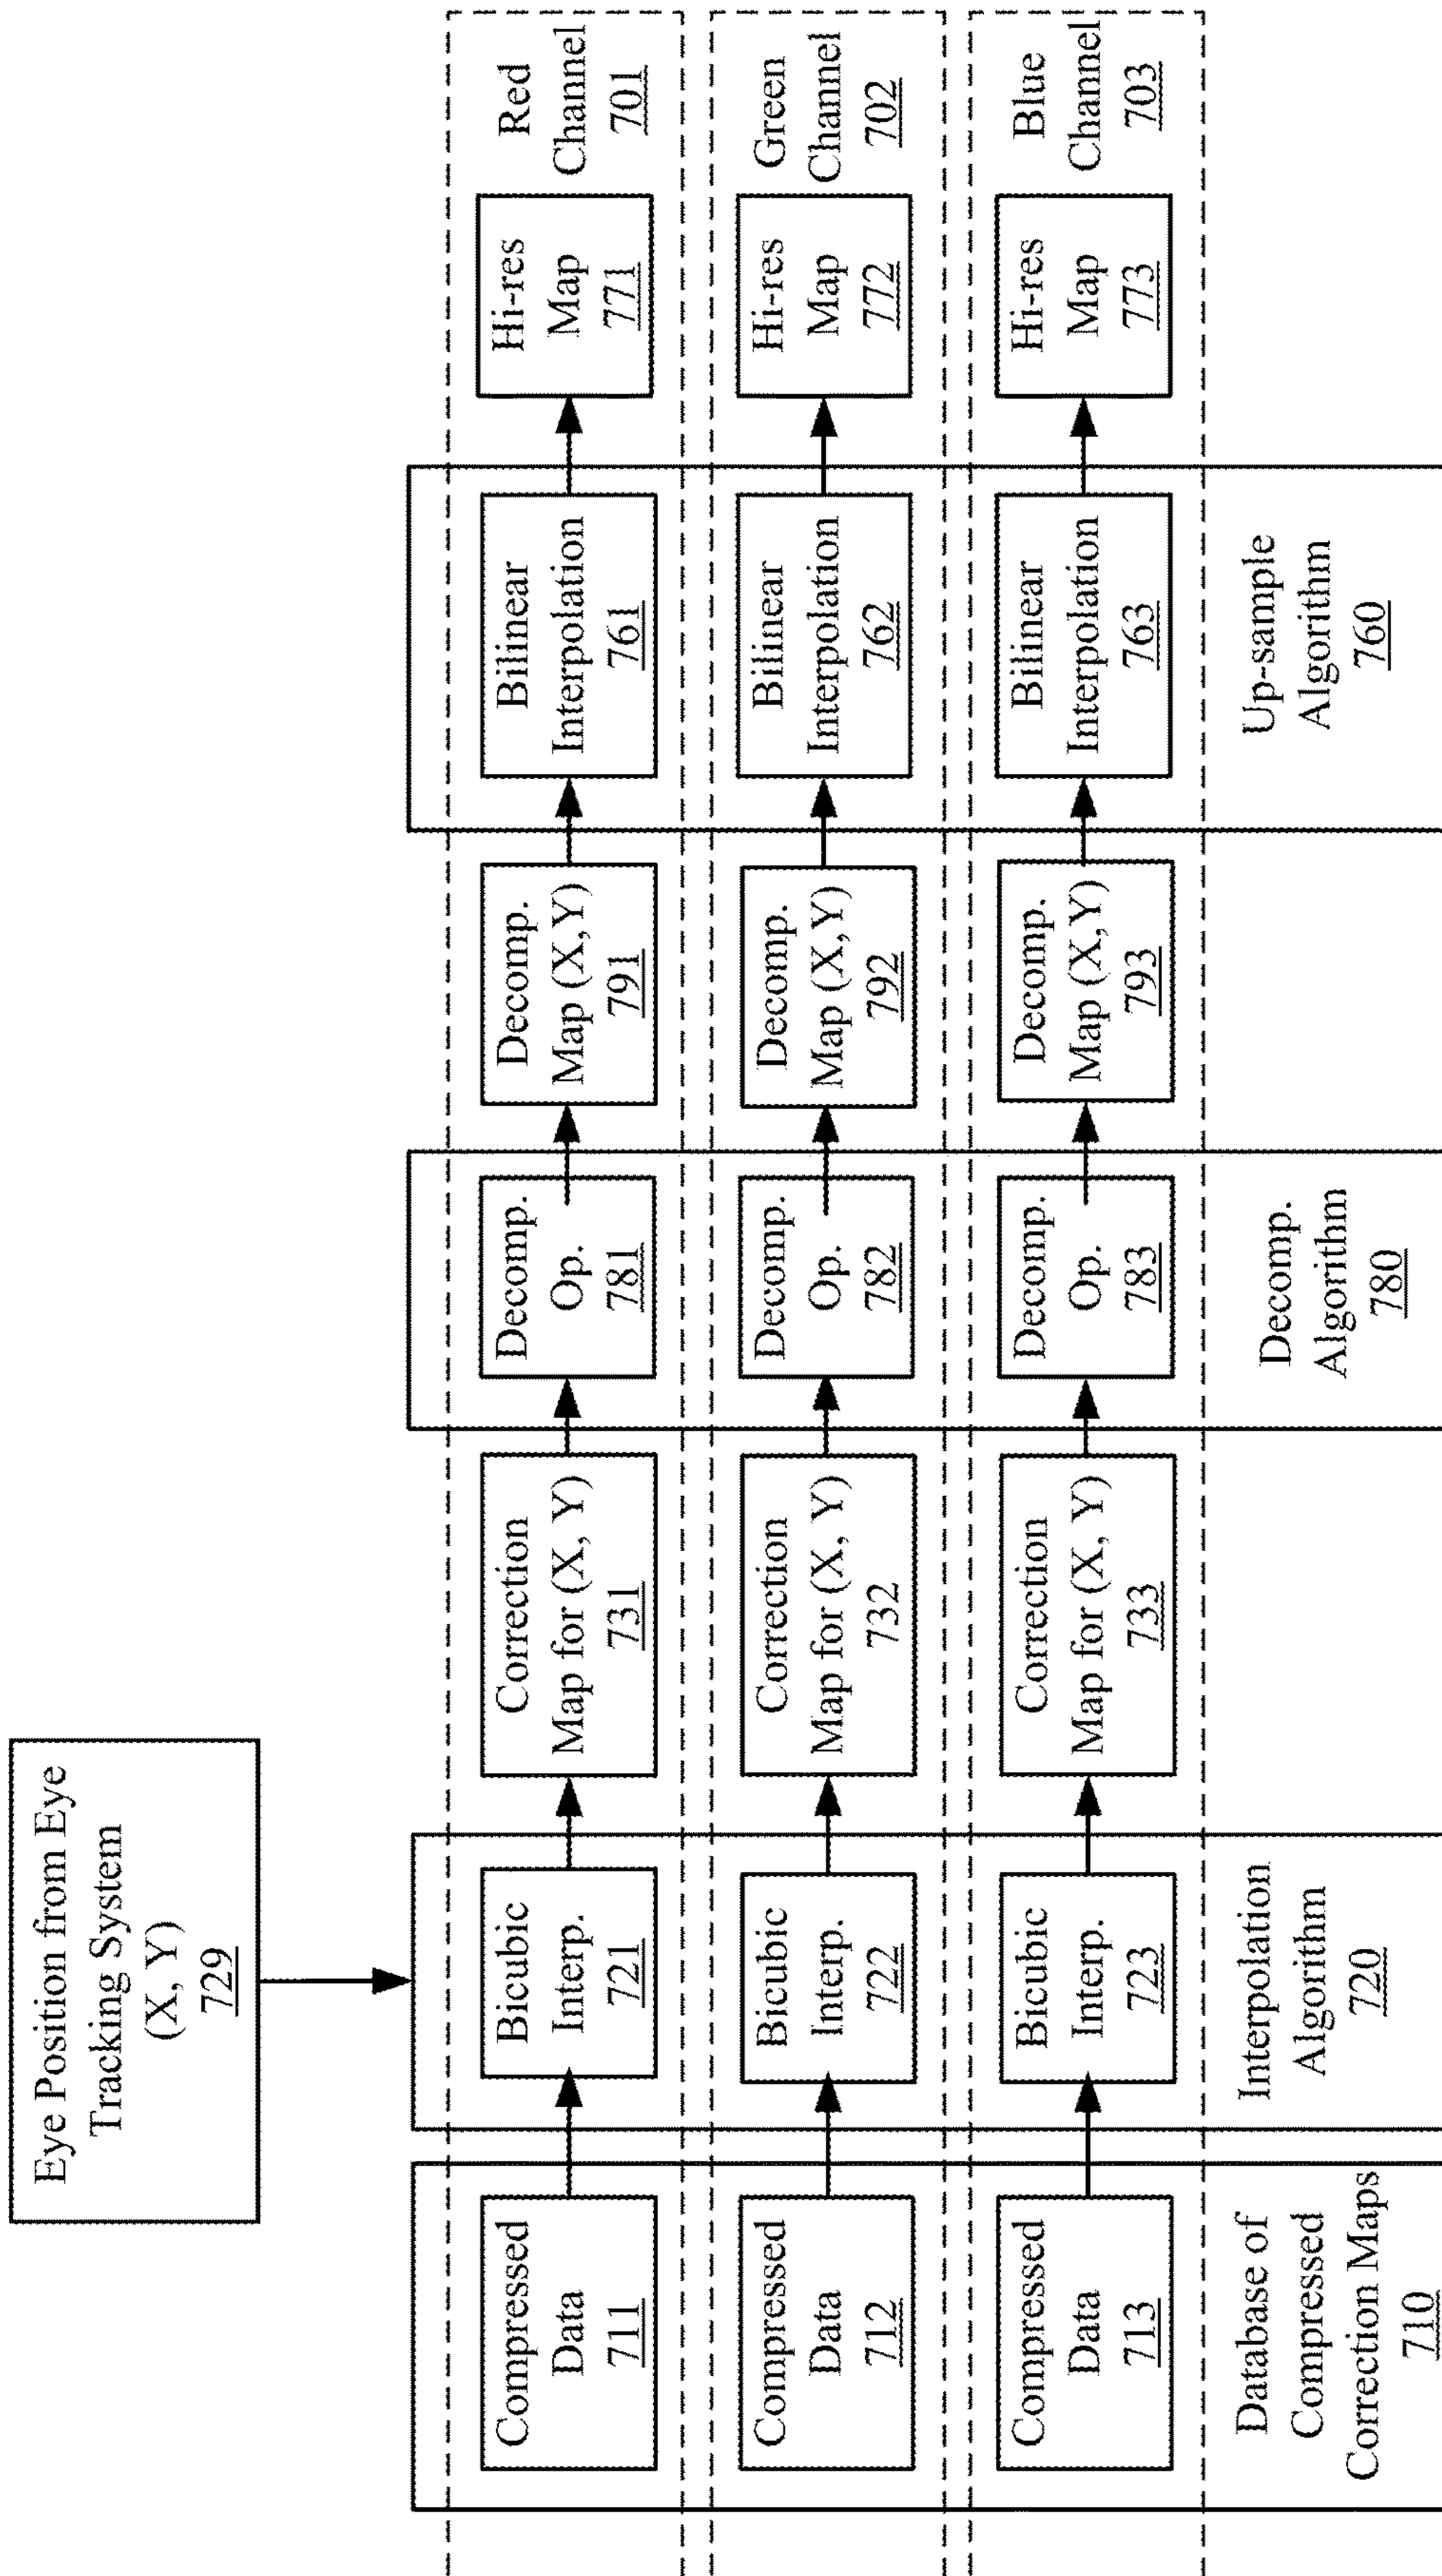 Eye Position from Eye
Tracking System
(X, Y)
729
Compressed
Data
711
Bicubic
Interp.
721
Correction
Map for (X, Y)
731
Decomp.
Op.
781
Decomp.
Map (X,Y)
791
Bilinear
Interpolation
761
Hi-res
Map
771
Red
Channel
701
Compressed
Data
712
Bicubic
Interp.
722
Correction
Map for (X, Y)
732
Decomp.
Op.
782
Decomp.
Map (X,Y)
792
Bilinear
Interpolation
762
Hi-res
Map
772
Green
Channel
702
Compressed
Data
713
Bicubic
Interp.
723
Correction
Map for (X, Y)
733
Decomp.
Op.
783
Decomp.
Map (X,Y)
793
Bilinear
Interpolation
763
Hi-res
Map
773
Blue
Channel
703
Database of
Compressed
Correction Maps
710
Interpolation
Algorithm
720
Decomp.
Algorithm
780
Up-sample
Algorithm
760